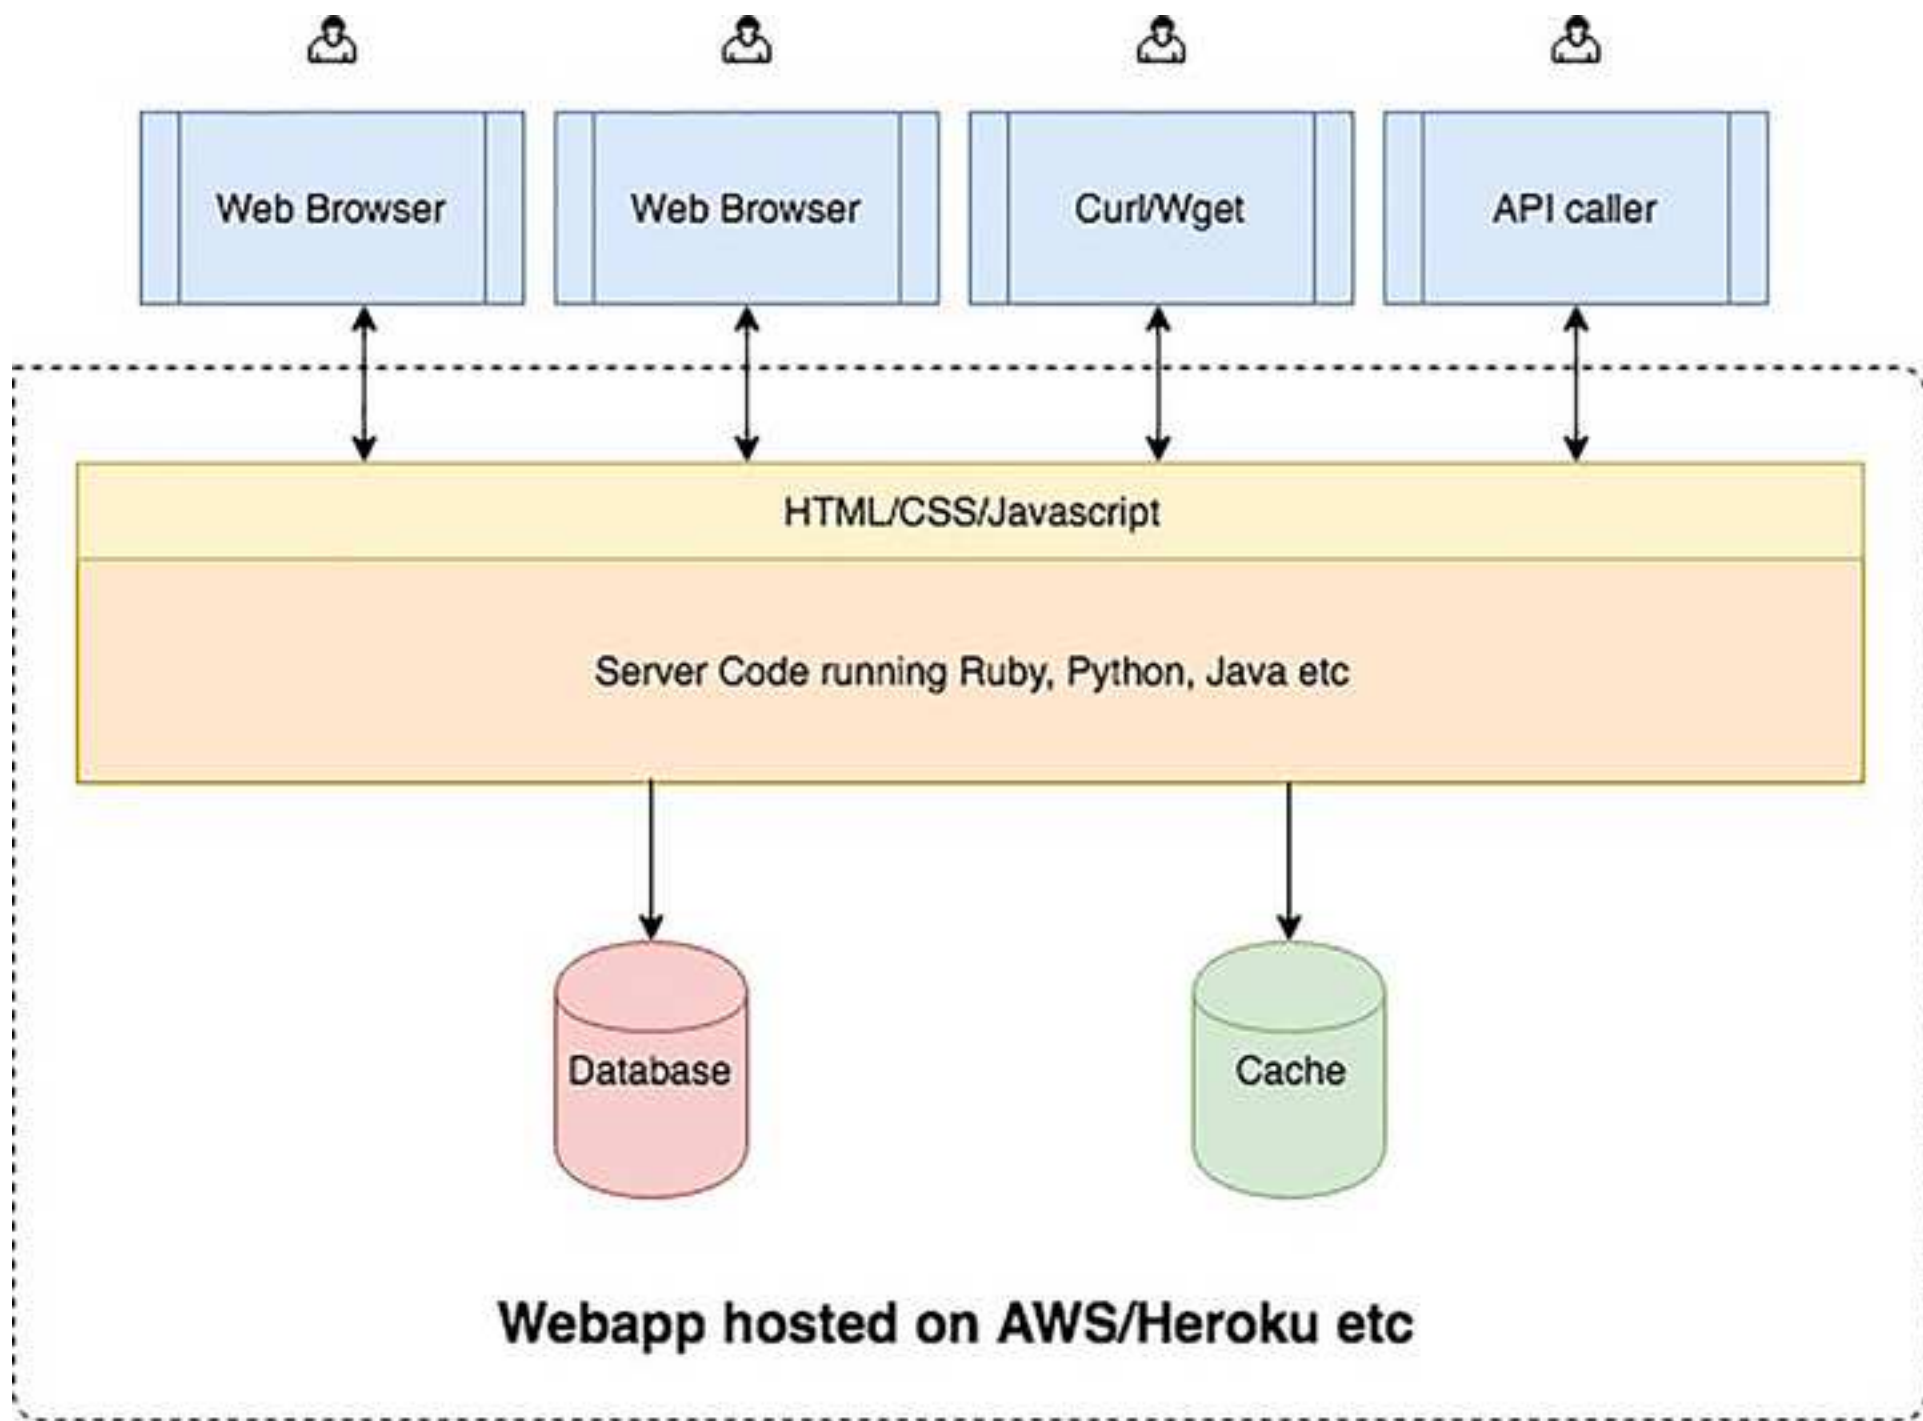 Web Browser
Web Browser
Curl/Wget
API caller
HTML/CSS/Javascript
Server Code running Ruby, Python, Java etc
Database
Cache
Webapp hosted on AWS/Heroku etc